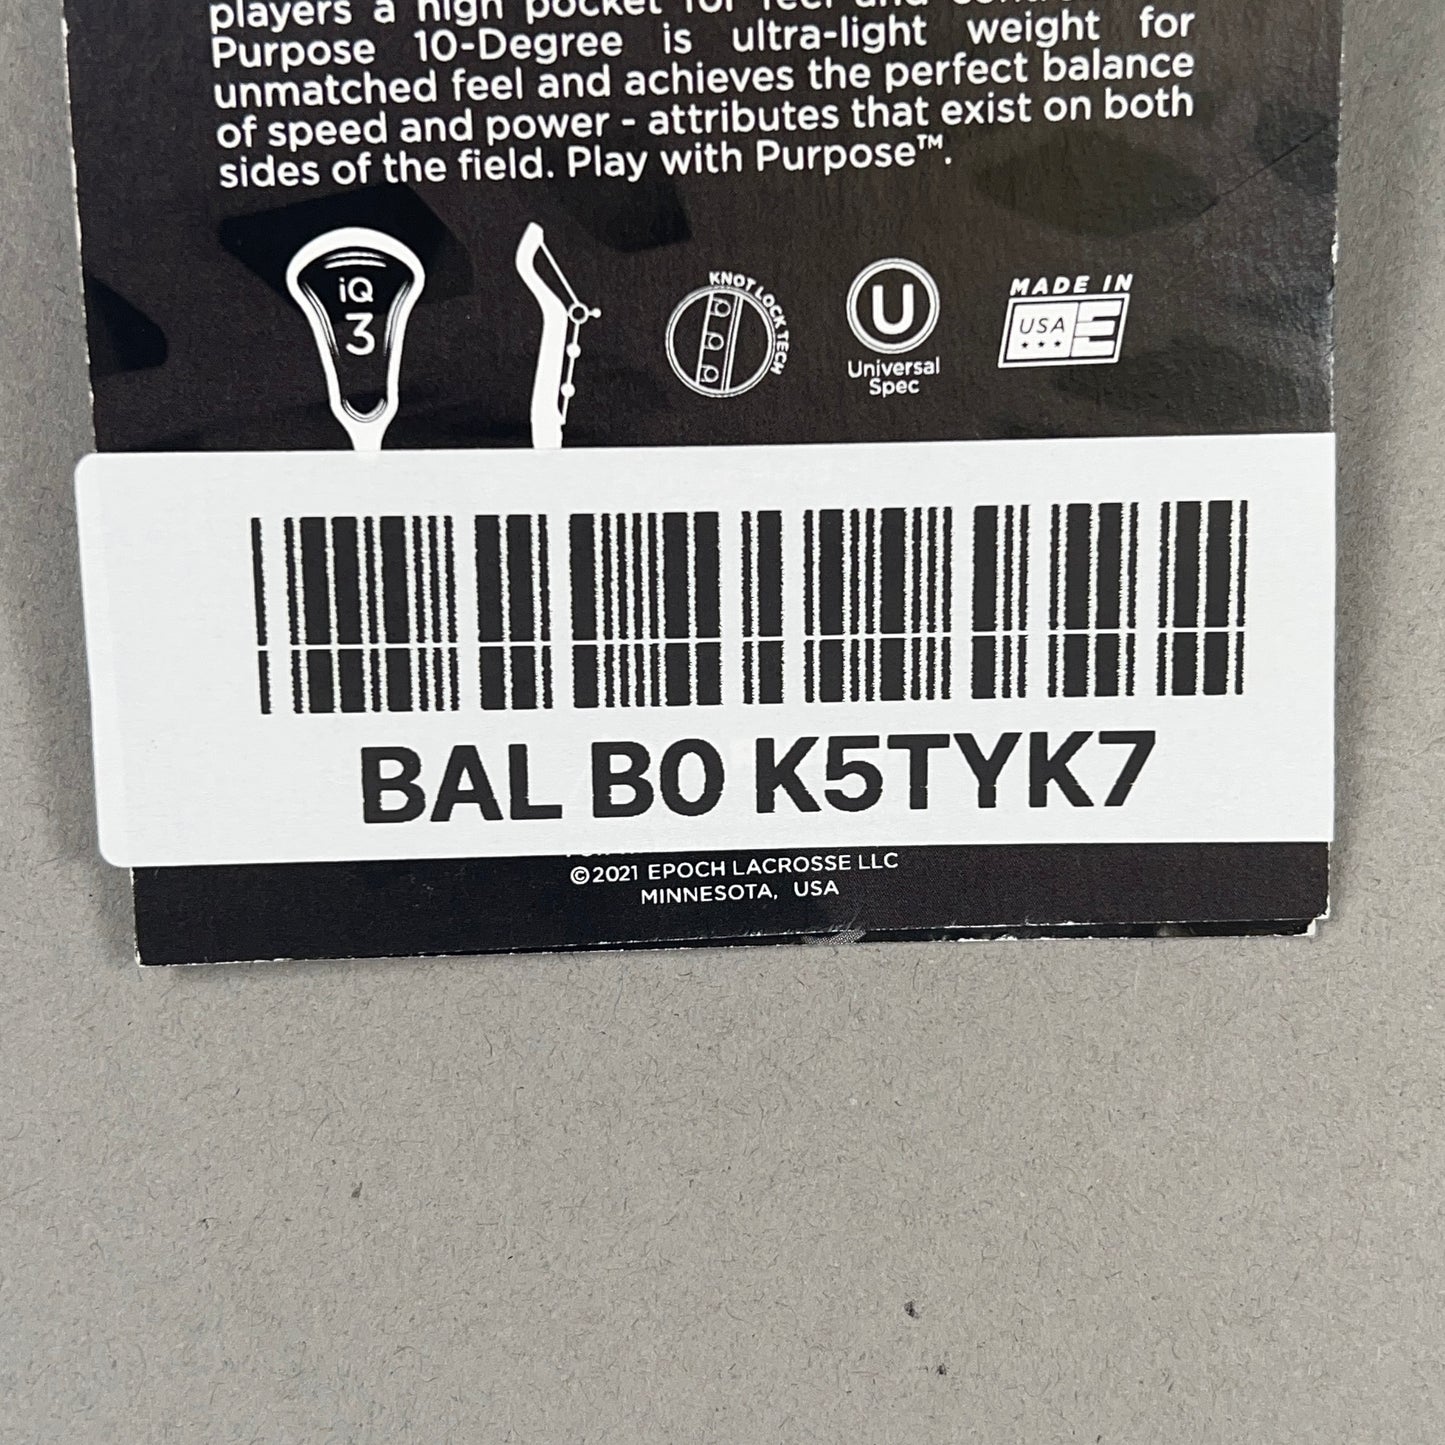 players a high pocket for feel and
Purpose 10-Degree is ultra-light weight for
unmatched feel and achieves the perfect balance
of speed and power - attributes that exist on both
sides of the field. Play with Purpose™.
iQ
3
KNOT LOCK TECH
U
Universal
Spec
MADE IN
USA
BAL B0 K5TYK7
©2021 EPOCH LACROSSE LLC
MINNESOTA, USA